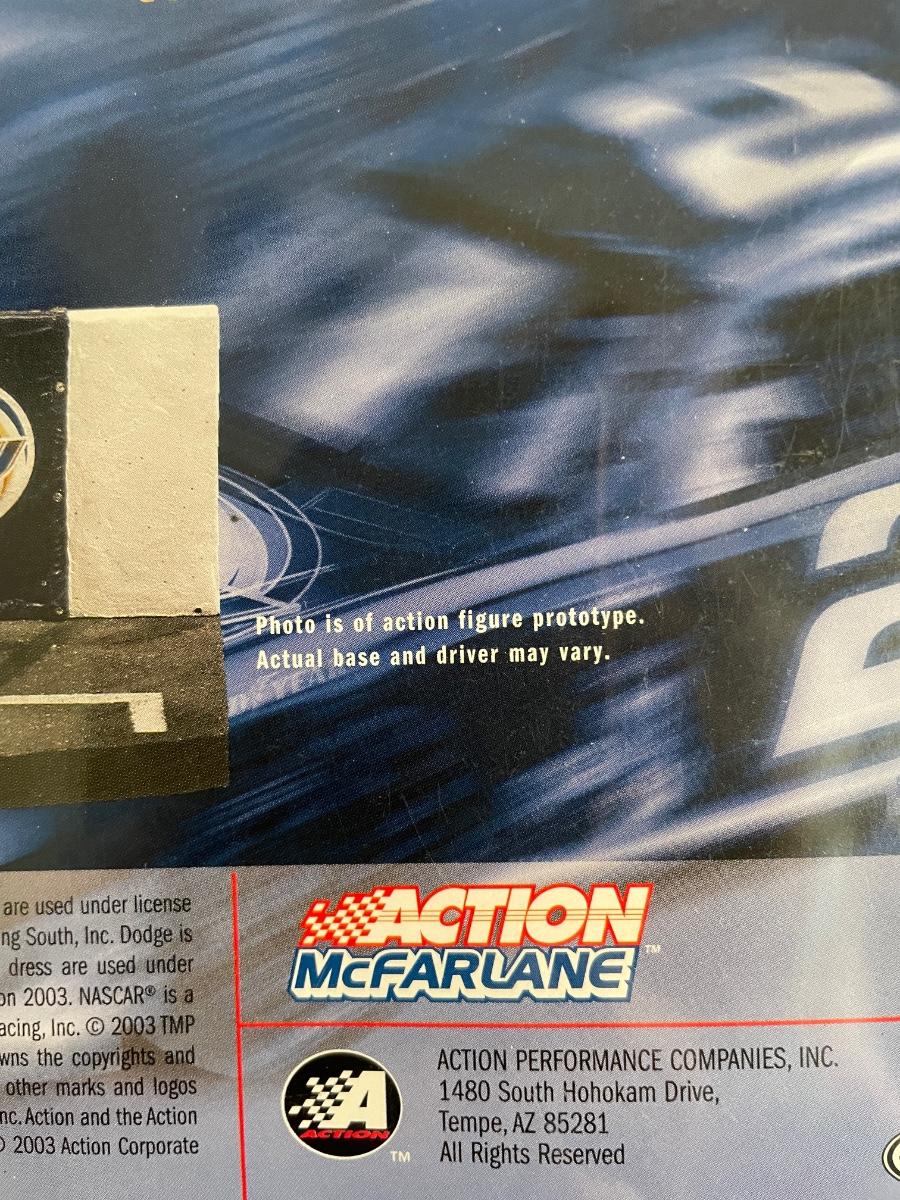 Photo is of action figure prototype.
Actual base and driver may vary.
are used under license
ng South, Inc. Dodge is
dress are used under
on 2003. NASCAR® is a
acing, Inc. © 2003 TMP
wns the copyrights and
other marks and logos
nc. Action and the Action
© 2003 Action Corporate
ACTION
McFARLANE™
A
ACTION
TM
ACTION PERFORMANCE COMPANIES, INC.
1480 South Hohokam Drive,
Tempe, AZ 85281
All Rights Reserved